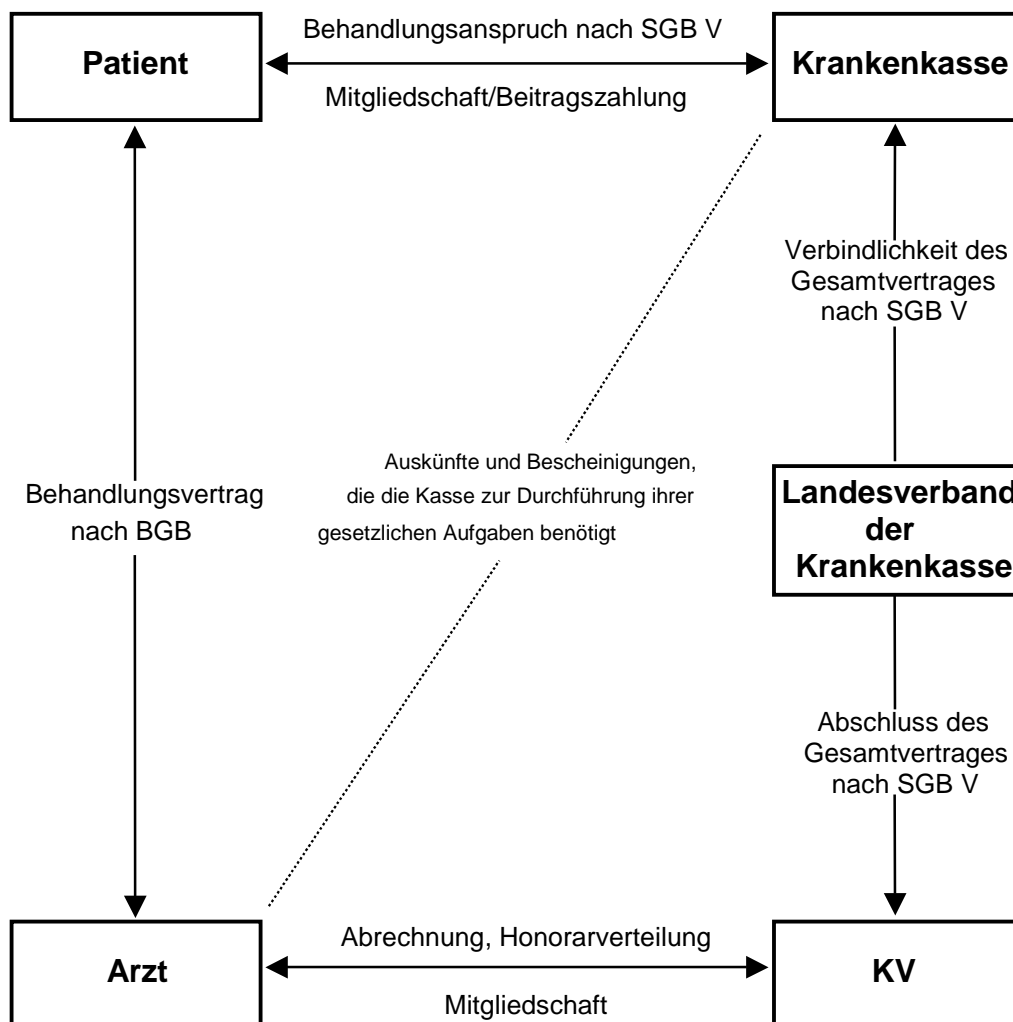 Behandlungsanspruch nach SGB V
Patient
Krankenkasse
Mitgliedschaft/Beitragszahlung
Verbindlichkeit des
Gesamtvertrages
nach SGB V
Auskünfte und Bescheinigungen,
die die Kasse zur Durchführung ihrer
gesetzlichen Aufgaben benötigt
Behandlungsvertrag
nach BGB
Landesverband
der
Krankenkasse
Abschluss des
Gesamtvertrages
nach SGB V
Abrechnung, Honorarverteilung
Arzt
KV
Mitgliedschaft